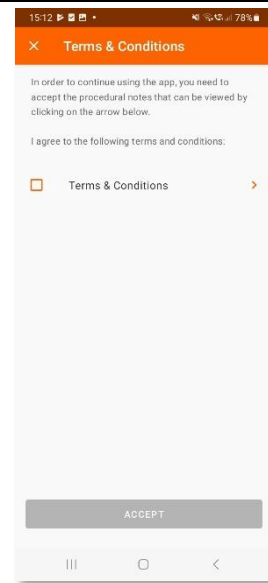 15:12 78%
Terms & Conditions
In order to continue using the app, you need to
accept the procedural notes that can be viewed by
clicking on the arrow below.
I agree to the following terms and conditions:
Terms & Conditions
ACCEPT